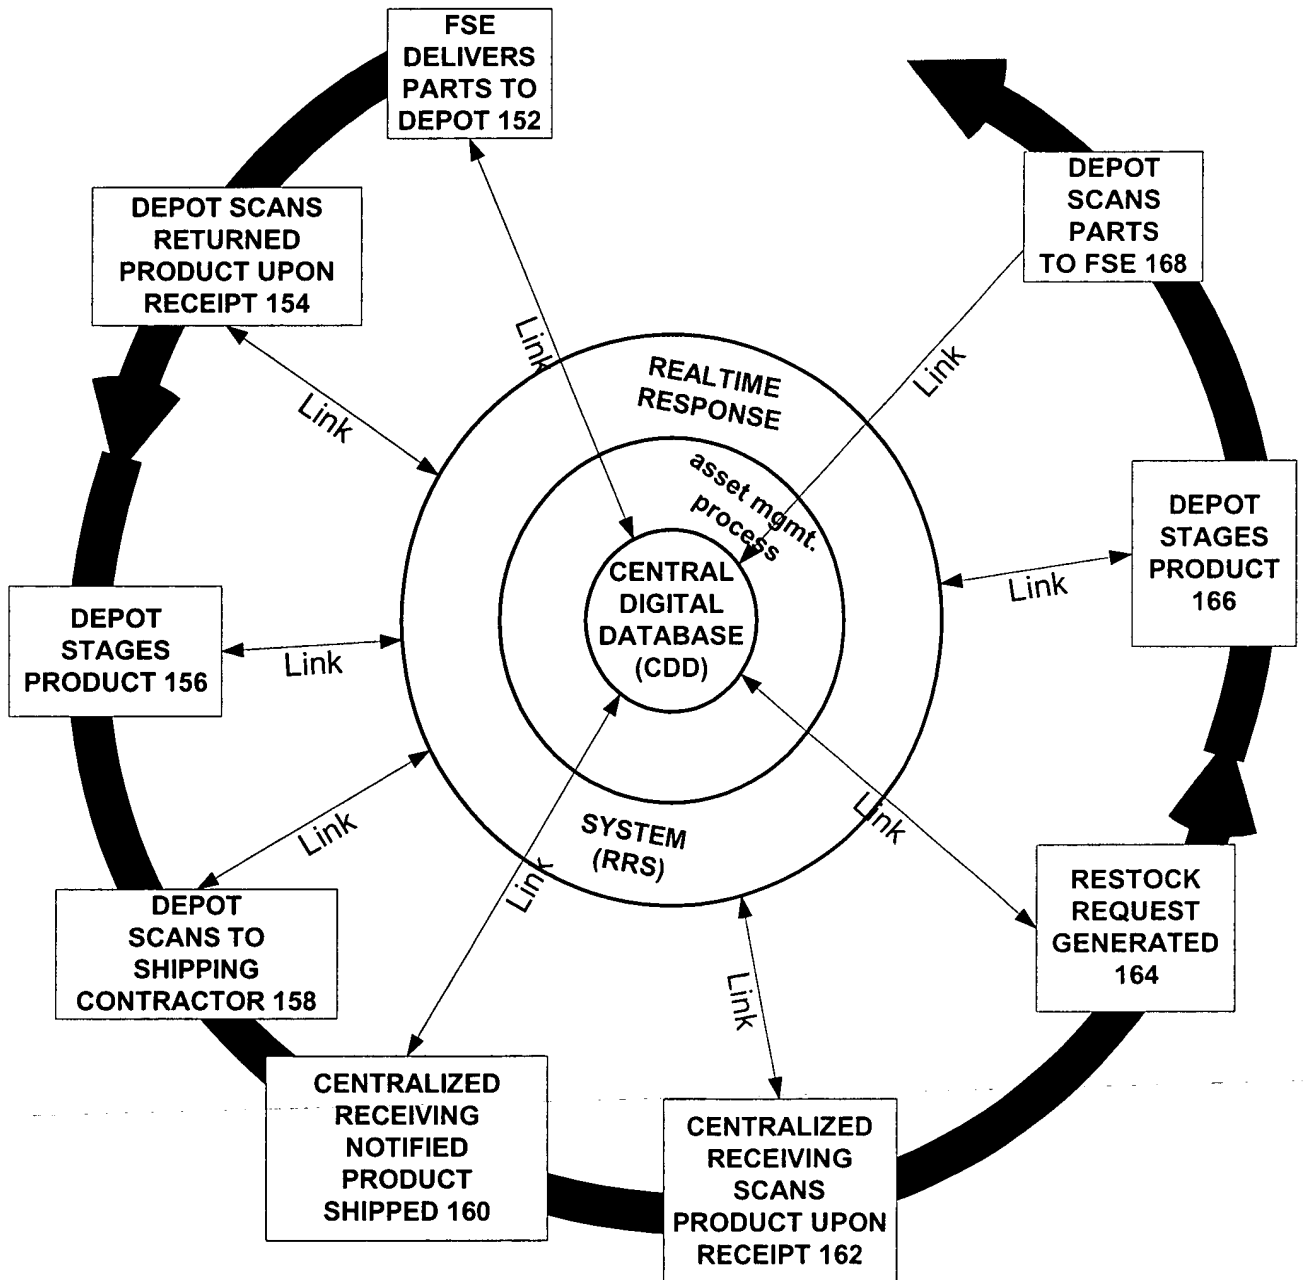 FSE
DELIVERS
PARTS TO
DEPOT 152
DEPOT SCANS
RETURNED
PRODUCT UPON
RECEIPT 154
DEPOT
SCANS
PARTS
TO FSE 168
Link
Link
Link
REALTIME
RESPONSE
asset mgmt.
process
CENTRAL
DIGITAL
DATABASE
(CDD)
DEPOT
STAGES
PRODUCT
166
Link
DEPOT
STAGES
PRODUCT 156
Link
Link
SYSTEM
(RRS)
Link
Link
DEPOT
SCANS TO
SHIPPING
CONTRACTOR 158
RESTOCK
REQUEST
GENERATED
164
Link
CENTRALIZED
RECEIVING
NOTIFIED
PRODUCT
SHIPPED 160
CENTRALIZED
RECEIVING
SCANS
PRODUCT UPON
RECEIPT 162